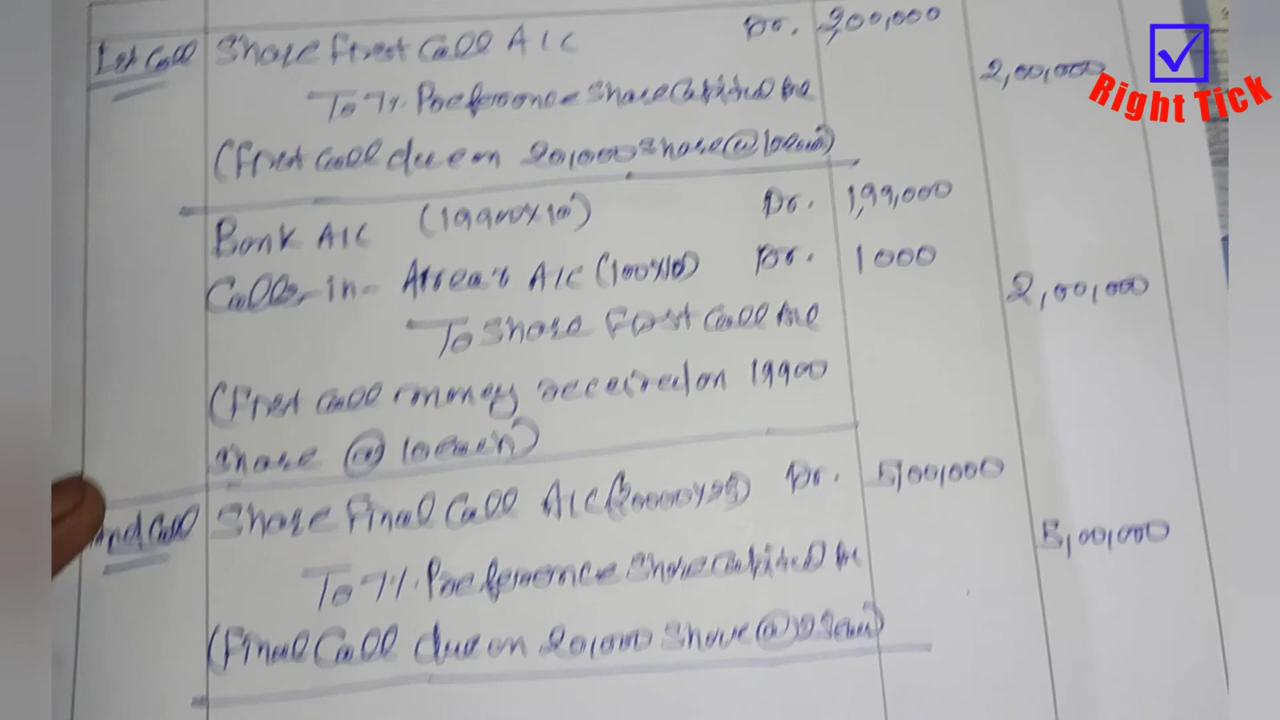 1st Call Share First Call A/C Dr. 2,00,000
To 7% Preference Share Capital A/c 2,00,000
Right Tick
(First Call due on 20,000 Share @ 10 each)
Bank A/C (19900×10) Dr. 1,99,000
Calls-in-Arrears A/C (100×10) Dr. 1000
To Share First Call A/c 2,00,000
(First Call money received on 19900
Share @ 10 each)
2nd Call Share Final Call A/C (20000×25) Dr. 5,00,000
To 7% Preference Share Capital A/c 5,00,000
(Final Call due on 20,000 Share @ 25 each)